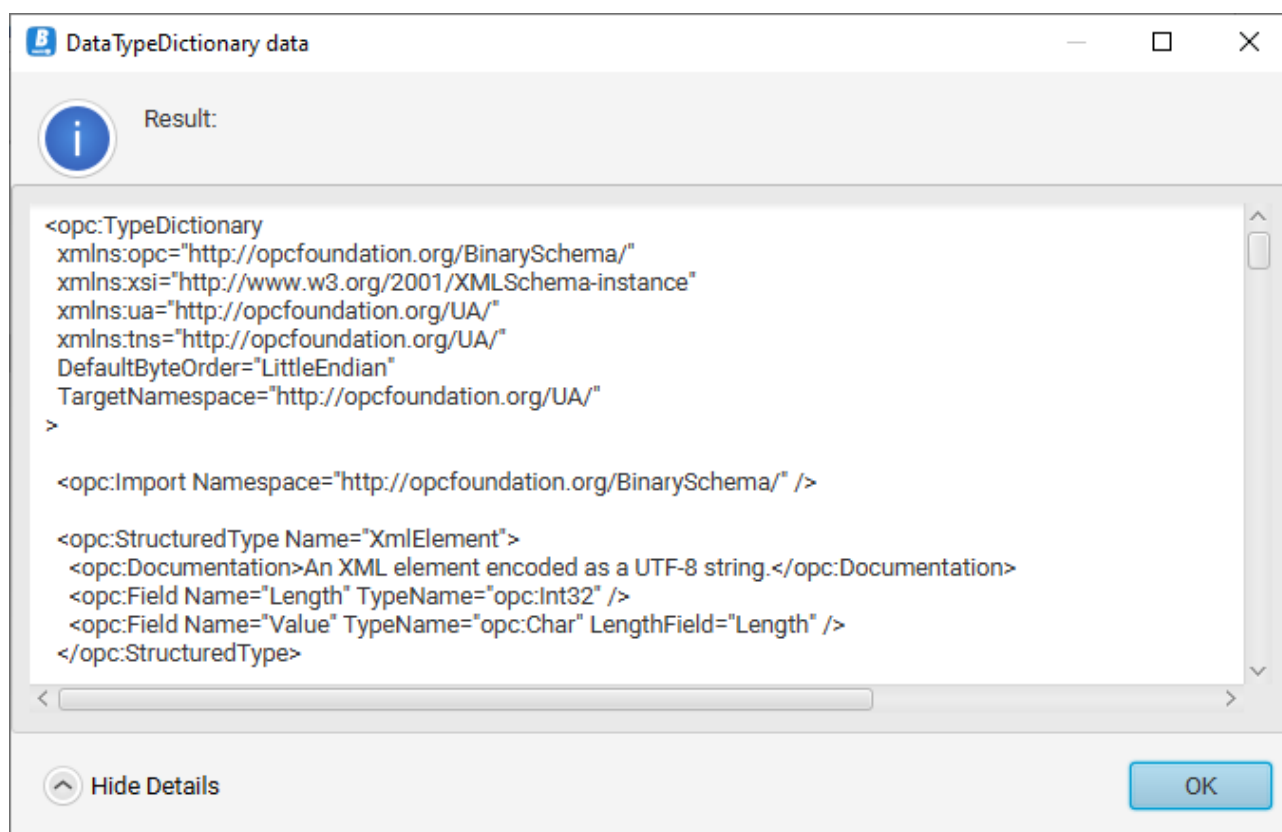 DataTypeDictionary data
Result:
<opc:TypeDictionary
xmlns:opc="http://opcfoundation.org/BinarySchema/"
xmlns:xsi="http://www.w3.org/2001/XMLSchema-instance"
xmlns:ua="http://opcfoundation.org/UA/"
xmlns:tns="http://opcfoundation.org/UA/"
DefaultByteOrder="LittleEndian"
TargetNamespace="http://opcfoundation.org/UA/"
>
<opc:Import Namespace="http://opcfoundation.org/BinarySchema/" />
<opc:StructuredType Name="XmlElement">
<opc:Documentation>An XML element encoded as a UTF-8 string.</opc:Documentation>
<opc:Field Name="Length" TypeName="opc:Int32" />
<opc:Field Name="Value" TypeName="opc:Char" LengthField="Length" />
</opc:StructuredType>
Hide Details
OK